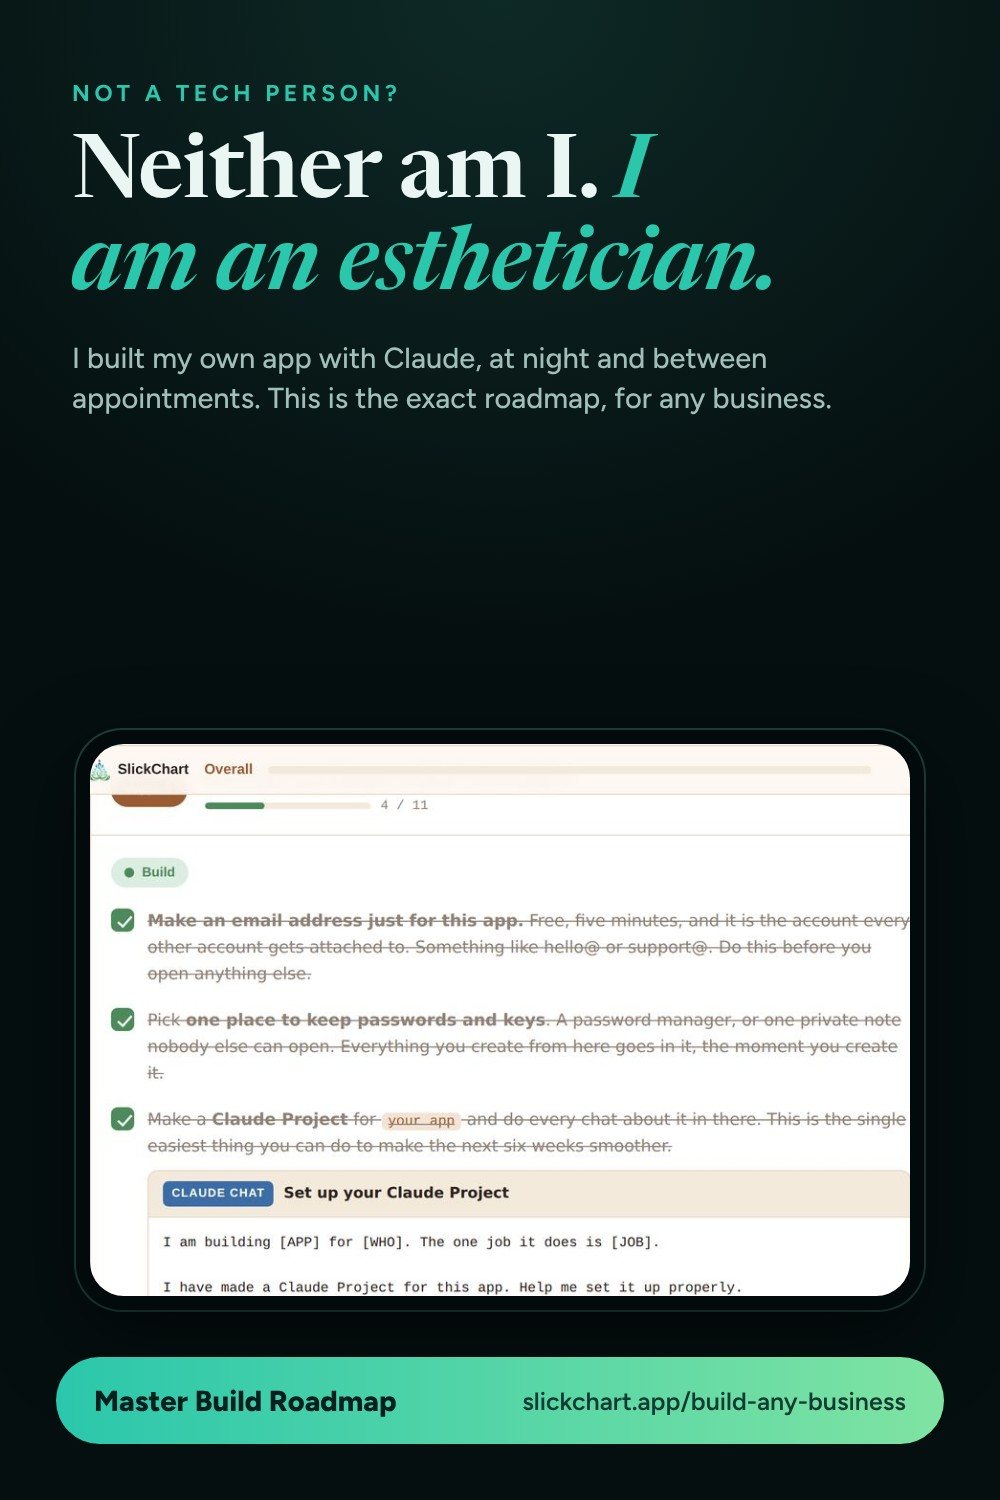 NOT A TECH PERSON?
Neither am I. I
am an esthetician.
I built my own app with Claude, at night and between
appointments. This is the exact roadmap, for any business.
SlickChart Overall
4 / 11
Build
Make an email address just for this app. Free, five minutes, and it is the account every
other account gets attached to. Something like hello@ or support@. Do this before you
open anything else.
Pick one place to keep passwords and keys. A password manager, or one private note
nobody else can open. Everything you create from here goes in it, the moment you create
it.
Make a Claude Project for your app and do every chat about it in there. This is the single
easiest thing you can do to make the next six weeks smoother.
CLAUDE CHAT Set up your Claude Project
I am building [APP] for [WHO]. The one job it does is [JOB].
I have made a Claude Project for this app. Help me set it up properly.
Master Build Roadmap slickchart.app/build-any-business